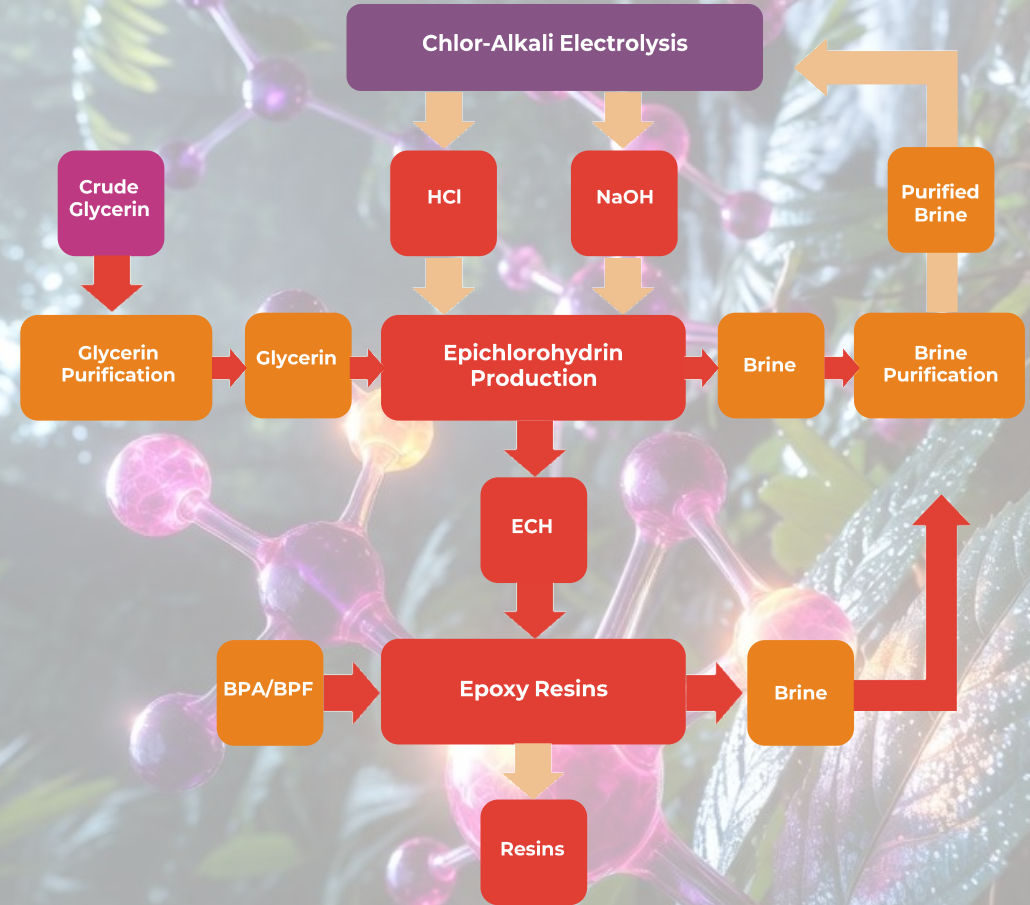 Chlor-Alkali Electrolysis
Crude
Glycerin
HCl
NaOH
Purified
Brine
Glycerin
Purification
Glycerin
Epichlorohydrin
Production
Brine
Brine
Purification
ECH
BPA/BPF
Epoxy Resins
Brine
Resins